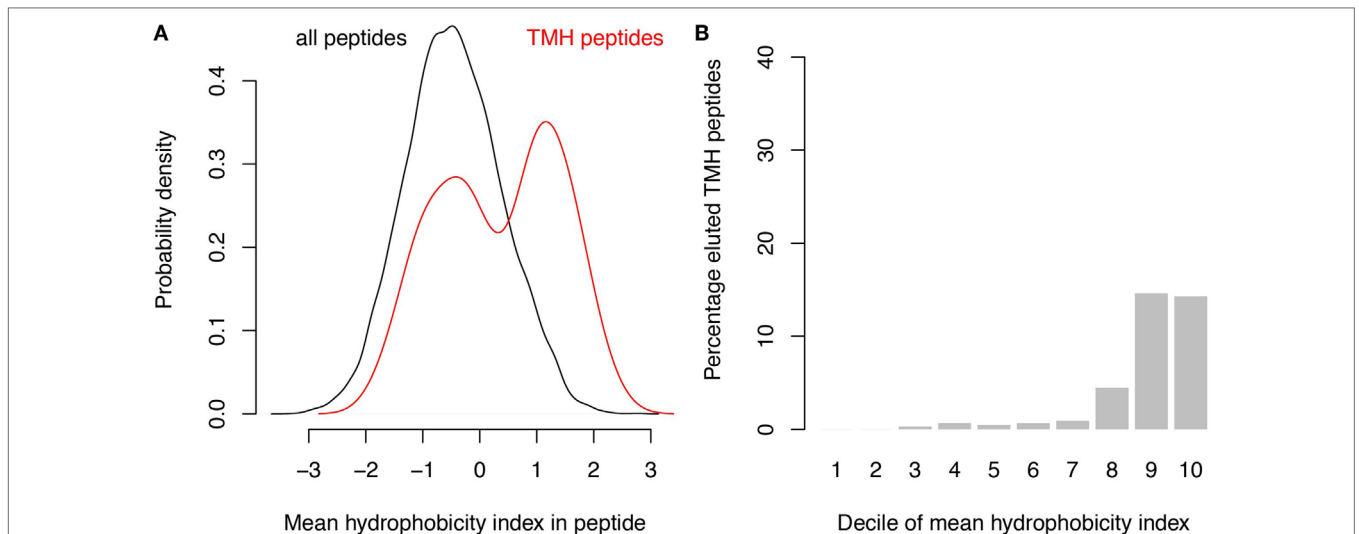 A
all peptides
TMH peptides
Probability density
0.0
0.1
0.2
0.3
0.4
−3 −2 −1 0 1 2 3
Mean hydrophobicity index in peptide
B
Percentage eluted TMH peptides
0
10
20
30
40
1 2 3 4 5 6 7 8 9 10
Decile of mean hydrophobicity index